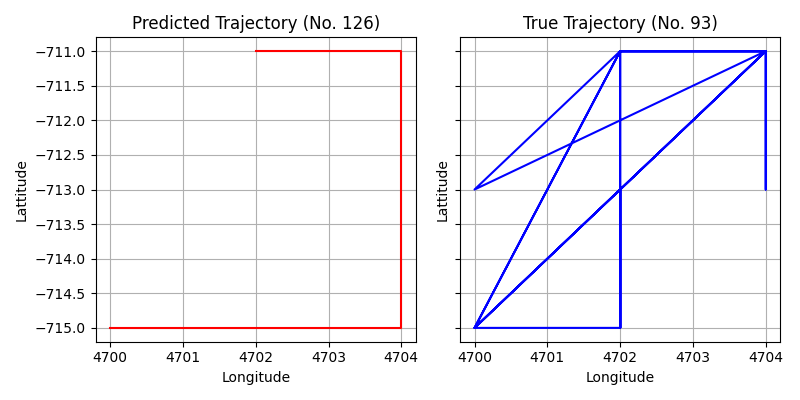 Predicted Trajectory (No. 126)
True Trajectory (No. 93)
−711.0
−711.5
−712.0
−712.5
−713.0
−713.5
−714.0
−714.5
−715.0
Lattitude
Lattitude
4700 4701 4702 4703 4704
4700 4701 4702 4703 4704
Longitude
Longitude